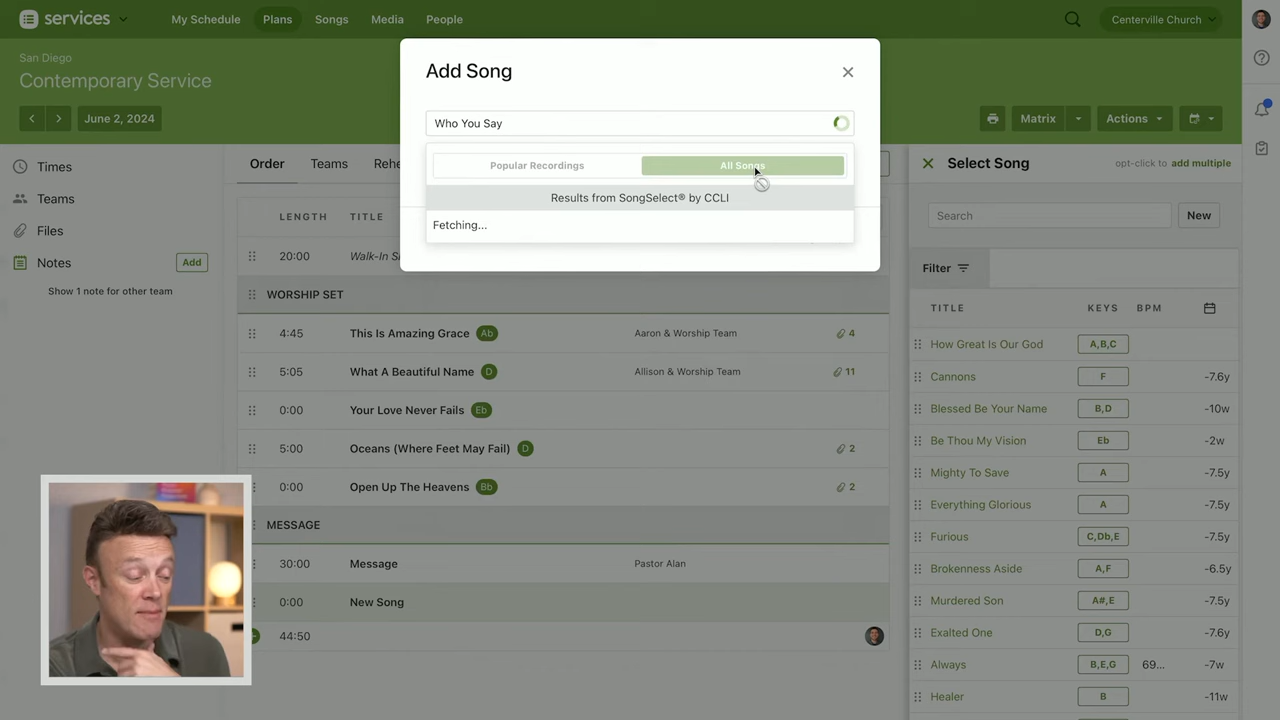 services
My Schedule
Plans
Songs
Media
People
Centerville Church
San Diego
Contemporary Service
June 2, 2024
Matrix
Actions
Add Song
Who You Say
Popular Recordings
All Songs
Results from SongSelect® by CCLI
Fetching...
Times
Teams
Files
Notes
Add
Show 1 note for other team
Order
Teams
Rehe
LENGTH
TITLE
20:00
Walk-In S
WORSHIP SET
4:45
This Is Amazing Grace
Ab
Aaron & Worship Team
4
5:05
What A Beautiful Name
D
Allison & Worship Team
11
0:00
Your Love Never Fails
Eb
5:00
Oceans (Where Feet May Fail)
D
2
0:00
Open Up The Heavens
Bb
2
MESSAGE
30:00
Message
Pastor Alan
0:00
New Song
44:50
Select Song
opt-click to add multiple
Search
New
Filter
TITLE
KEYS
BPM
How Great Is Our God
A,B,C
Cannons
F
-7.6y
Blessed Be Your Name
B,D
-10w
Be Thou My Vision
Eb
-2w
Mighty To Save
A
-7.5y
Everything Glorious
A
-7.5y
Furious
C,Db,E
-7.5y
Brokenness Aside
A,F
-6.5y
Murdered Son
A#,E
-7.5y
Exalted One
D,G
-7.6y
Always
B,E,G
69...
-7w
Healer
B
-11w